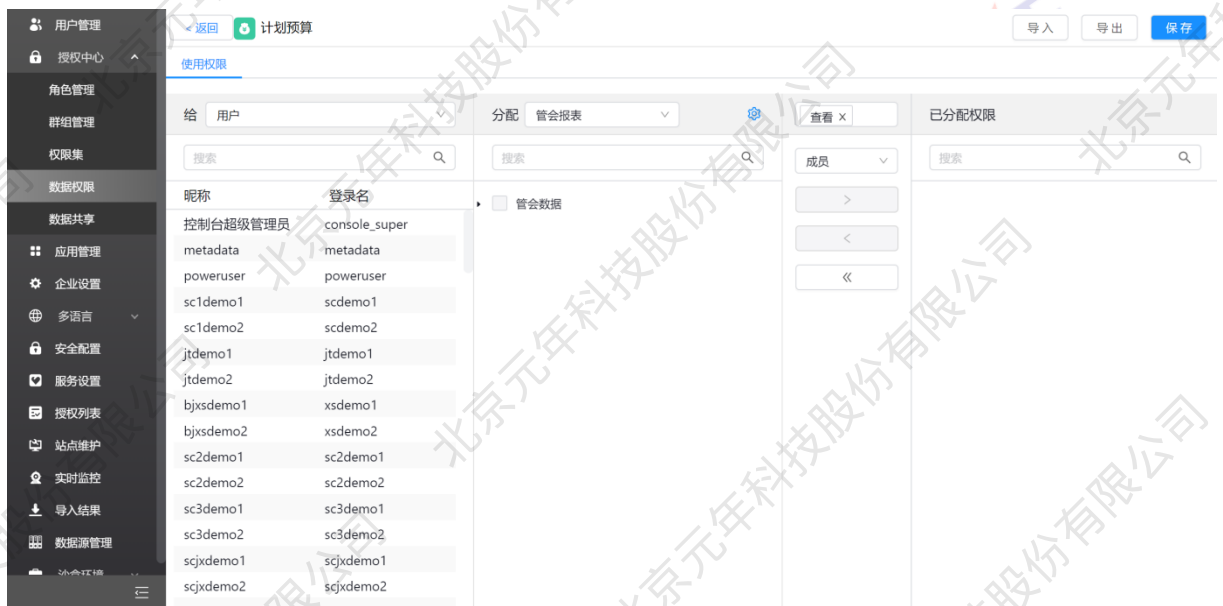 用户管理
授权中心
角色管理
群组管理
权限集
数据权限
数据共享
应用管理
企业设置
多语言
安全配置
服务设置
授权列表
站点维护
实时监控
导入结果
数据源管理
沙盒环境
< 返回 计划预算 导入 导出 保存
使用权限
给 用户 分配 管会报表 查看 x 已分配权限
搜索 搜索 成员 搜索
昵称 登录名 管会数据 >
控制台超级管理员 console_super
metadata metadata <
poweruser poweruser «
sc1demo1 scdemo1
sc1demo2 scdemo2
jtdemo1 jtdemo1
jtdemo2 jtdemo2
bjxsdemo1 xsdemo1
bjxsdemo2 xsdemo2
sc2demo1 sc2demo1
sc2demo2 sc2demo2
sc3demo1 sc3demo1
sc3demo2 sc3demo2
scjxdemo1 scjxdemo1
scjxdemo2 scjxdemo2
北京元年科技股份有限公司